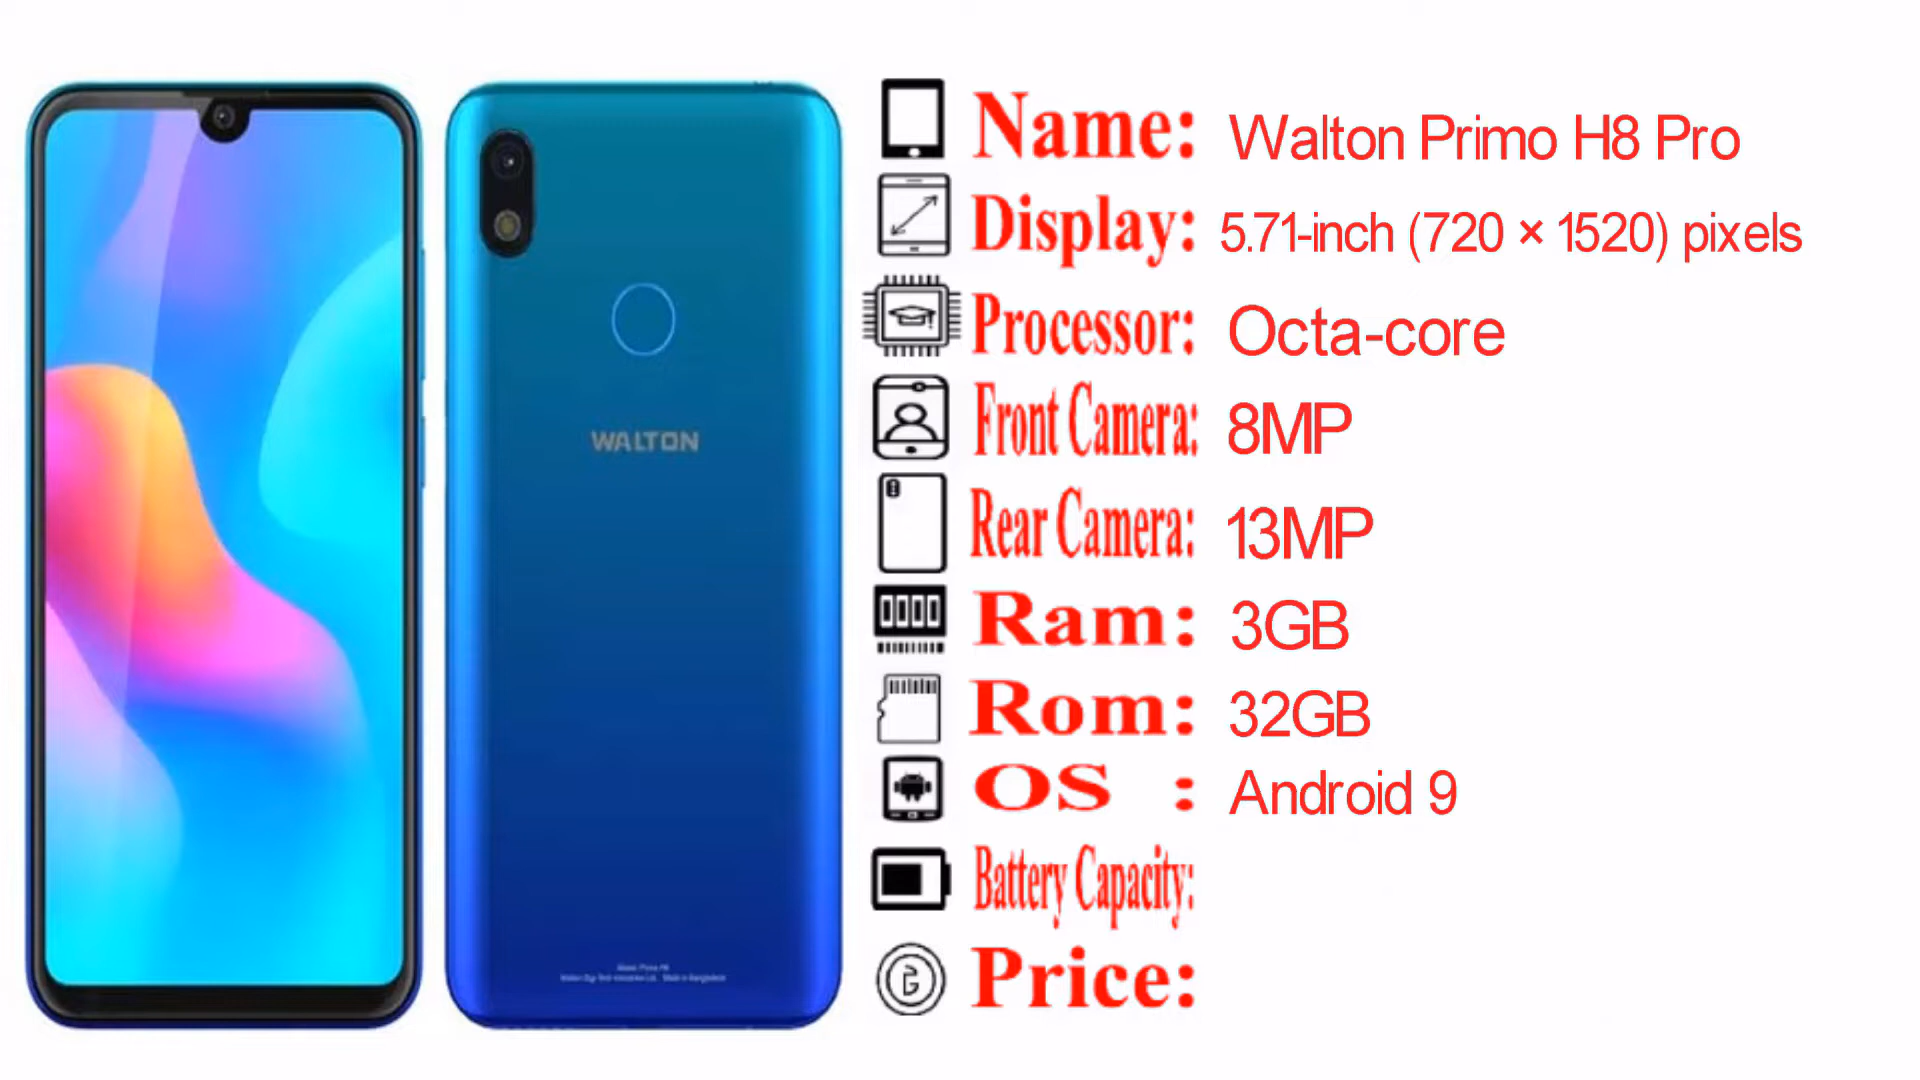 WALTON
Name: Walton Primo H8 Pro
Display: 5.71-inch (720 × 1520) pixels
Processor: Octa-core
Front Camera: 8MP
Rear Camera: 13MP
Ram: 3GB
Rom: 32GB
OS : Android 9
Battery Capacity:
Price: